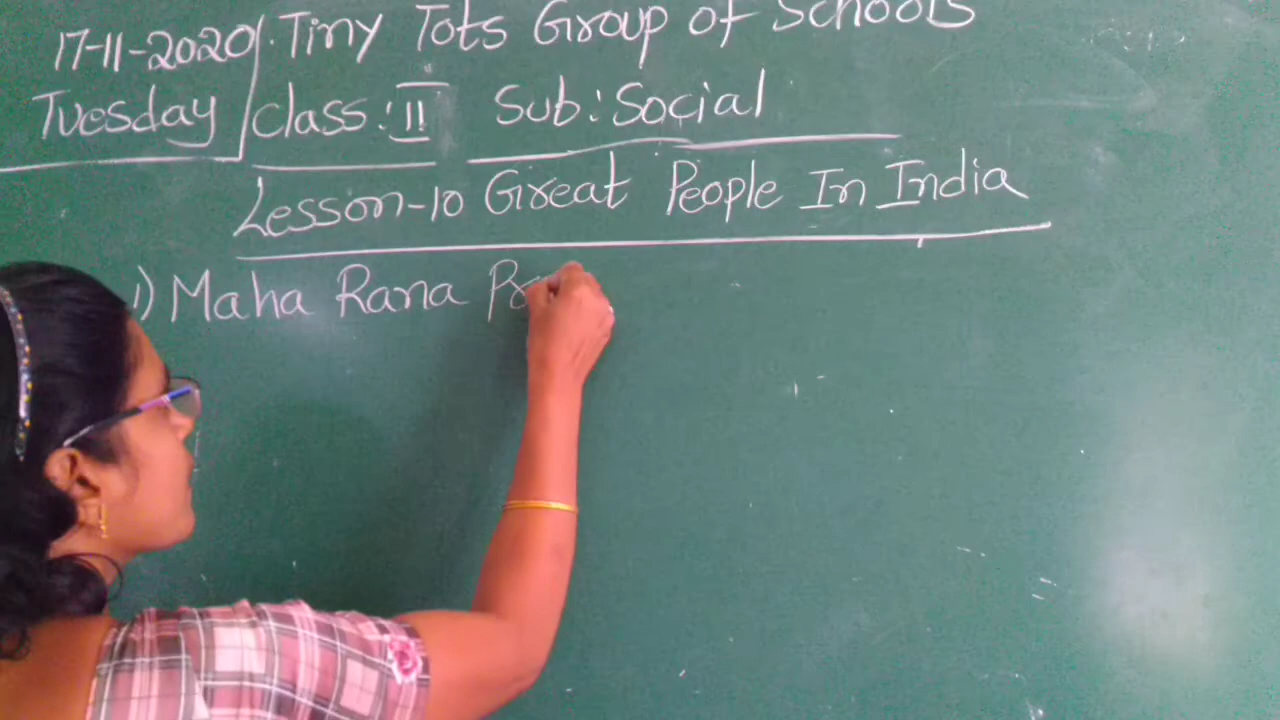 17-11-2020 Tiny Tots Group of Schools
Tuesday class: II Sub: Social
Lesson-10 Great People In India
1) Maha Rana Pr